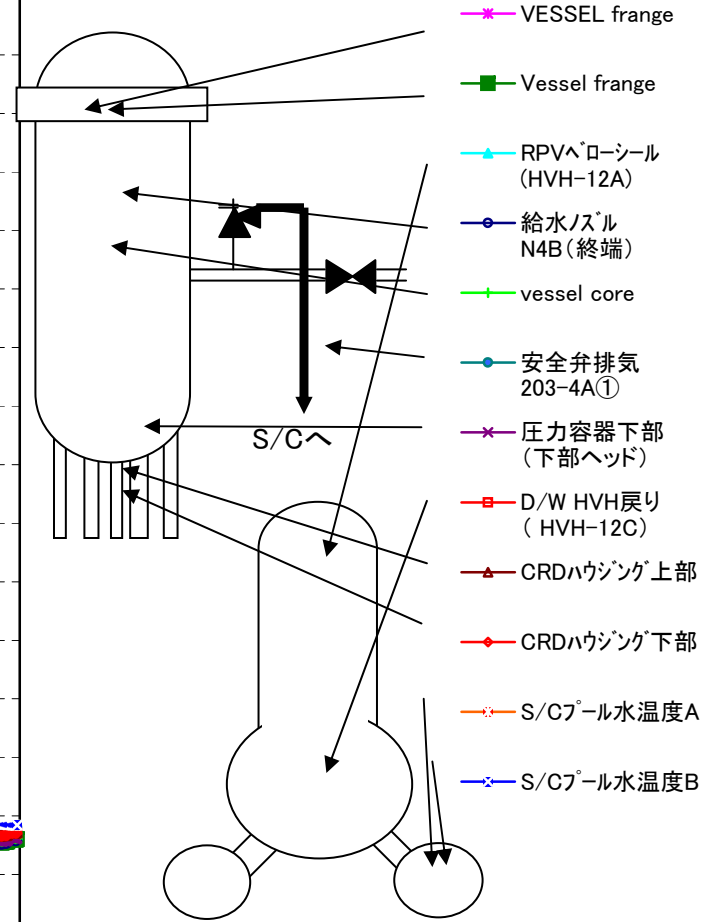 VESSEL frange
Vessel frange
RPVベローシール
(HVH-12A)
給水ノズル
N4B(終端)
vessel core
安全弁排気
203-4A①
圧力容器下部
(下部ヘッド)
D/W HVH戻り
( HVH-12C)
CRDハウジング上部
CRDハウジング下部
S/Cプール水温度A
S/Cプール水温度B
S/Cへ